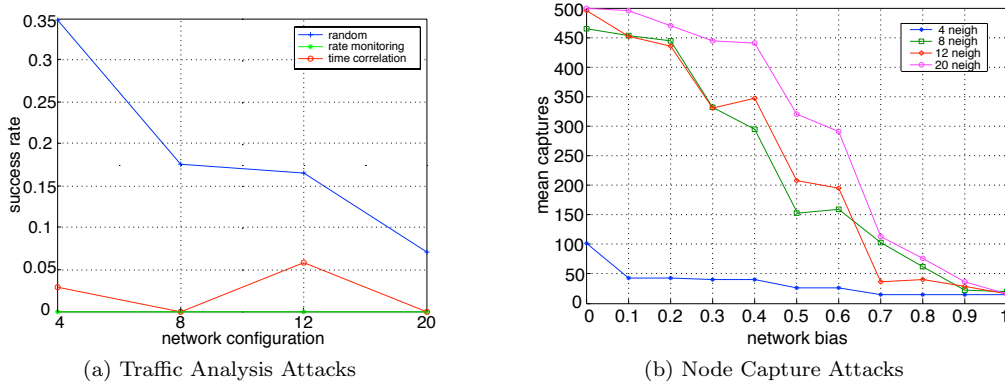 0.35
0.3
0.25
0.2
0.15
0.1
0.05
0
success rate
random
rate monitoring
time correlation
4 8 12 20
network configuration
(a) Traffic Analysis Attacks
500
450
400
350
300
250
200
150
100
50
0
mean captures
4 neigh
8 neigh
12 neigh
20 neigh
0 0.1 0.2 0.3 0.4 0.5 0.6 0.7 0.8 0.9 1
network bias
(b) Node Capture Attacks